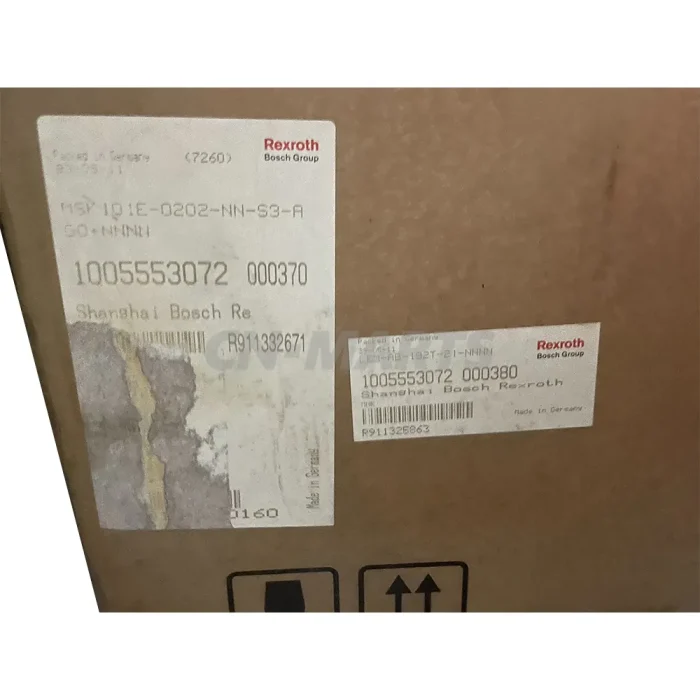 Packed in Germany
(7260)
Rexroth
Bosch Group
MSK101E-0202-NN-S3-A
GO-NNNN
1005553072 000370
Shanghai Bosch Re
R911332671
Made in Germany
0160
Packed in Germany
Rexroth
Bosch Group
1005553072 000380
Shanghai Bosch Rexroth
Made in Germany
R911325863